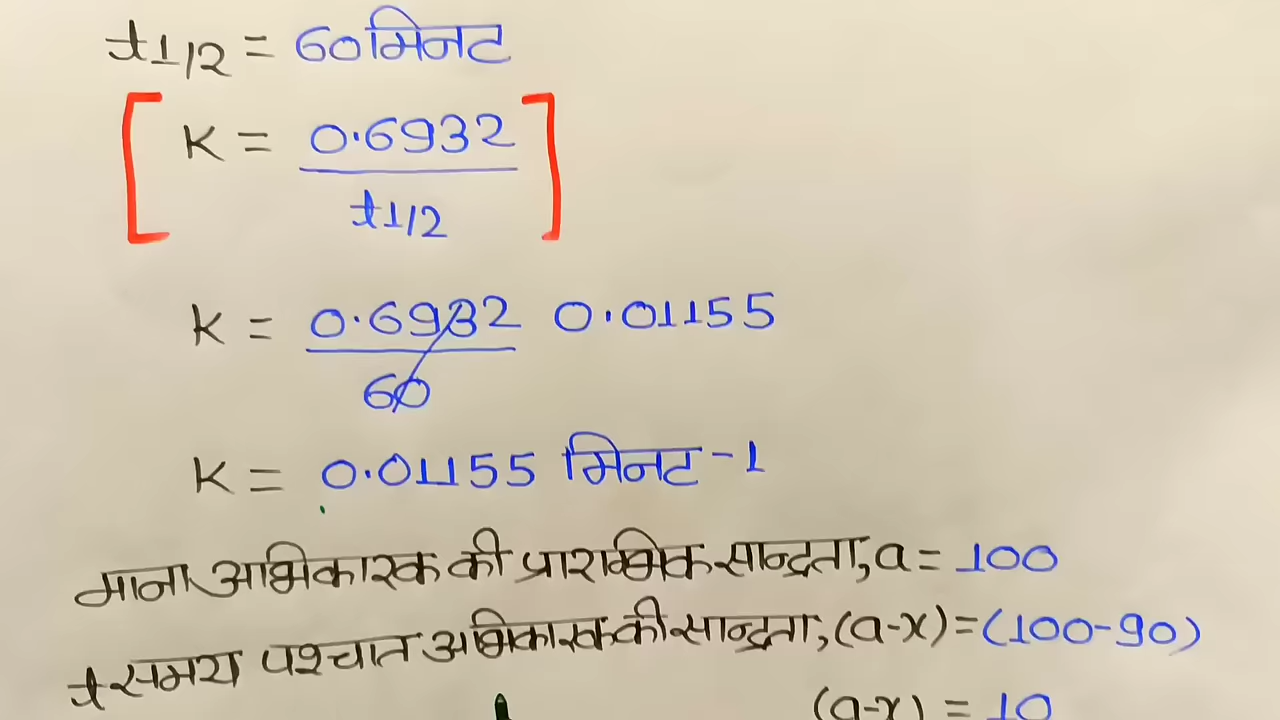 t1/2 = 60 मिनट
[ K = 0.6932 / t1/2 ]
K = 0.6932 / 60 0.01155
K = 0.01155 मिनट -1
माना अभिकारक की प्रारम्भिक सान्द्रता, a = 100
t समय पश्चात अभिकारक की सान्द्रता, (a-x) = (100-90)
(a-x) = 10